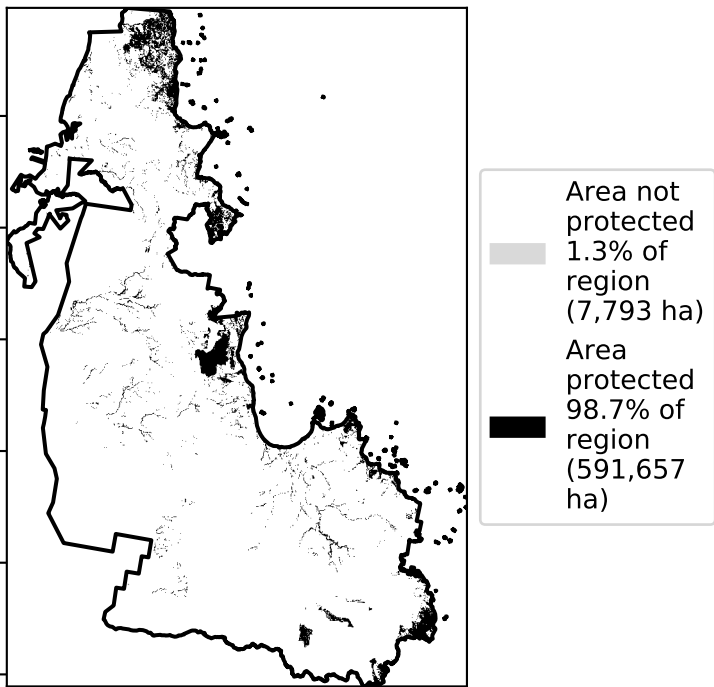 Area not
protected
1.3% of
region
(7,793 ha)
Area
protected
98.7% of
region
(591,657
ha)